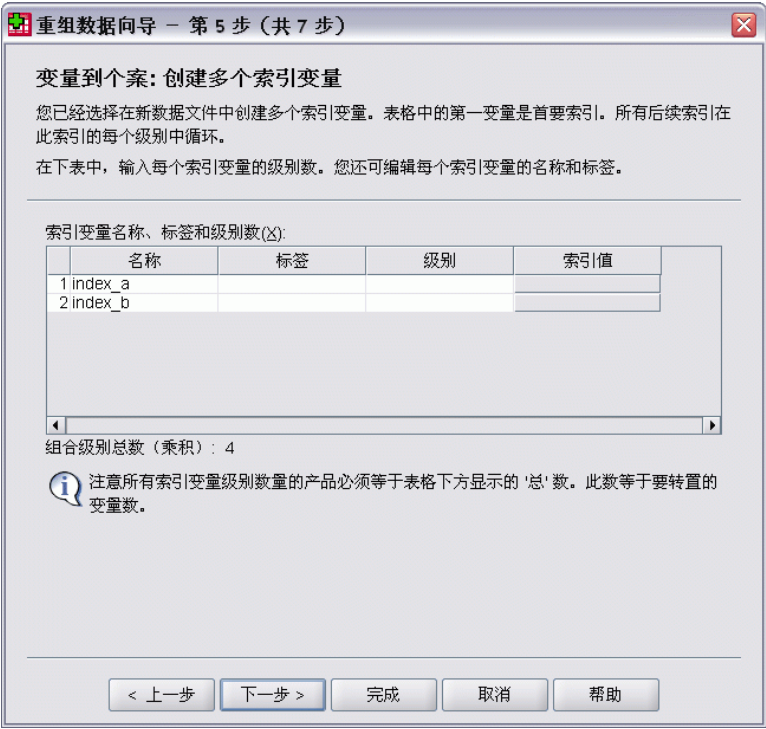 重组数据向导 – 第 5 步（共 7 步）
变量到个案: 创建多个索引变量
您已经选择在新数据文件中创建多个索引变量。表格中的第一变量是首要索引。所有后续索引在
此索引的每个级别中循环。
在下表中，输入每个索引变量的级别数。您还可编辑每个索引变量的名称和标签。
索引变量名称、标签和级别数(X):
名称 标签 级别 索引值
1 index_a
2 index_b
组合级别总数（乘积）: 4
注意所有索引变量级别数量的产品必须等于表格下方显示的 '总' 数。此数等于要转置的
变量数。
< 上一步 下一步 > 完成 取消 帮助